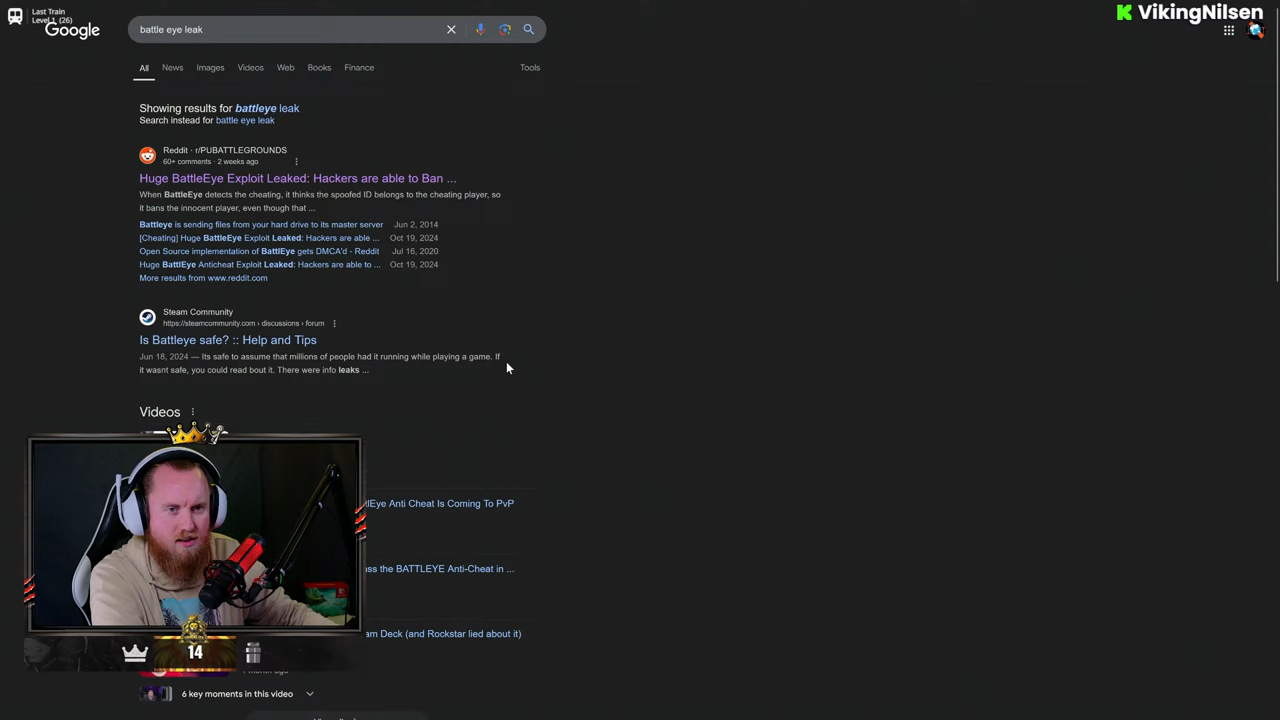 Last Train
Level 1 (26)
VikingNilsen
Google
battle eye leak
All News Images Videos Web Books Finance Tools
Showing results for battleye leak
Search instead for battle eye leak
Reddit · r/PUBATTLEGROUNDS
60+ comments · 2 weeks ago
Huge BattleEye Exploit Leaked: Hackers are able to Ban ...
When BattleEye detects the cheating, it thinks the spoofed ID belongs to the cheating player, so
it bans the innocent player, even though that ...
Battleye is sending files from your hard drive to its master server Jun 2, 2014
[Cheating] Huge BattleEye Exploit Leaked: Hackers are able ... Oct 19, 2024
Open Source implementation of BattlEye gets DMCA'd - Reddit Jul 16, 2020
Huge BattlEye Anticheat Exploit Leaked: Hackers are able to ... Oct 19, 2024
More results from www.reddit.com
Steam Community
https://steamcommunity.com › discussions › forum
Is Battleye safe? :: Help and Tips
Jun 18, 2024 — Its safe to assume that millions of people had it running while playing a game. If
it wasnt safe, you could read bout it. There were info leaks ...
Videos
lEye Anti Cheat Is Coming To PvP
ass the BATTLEYE Anti-Cheat in ...
am Deck (and Rockstar lied about it)
14
6 key moments in this video